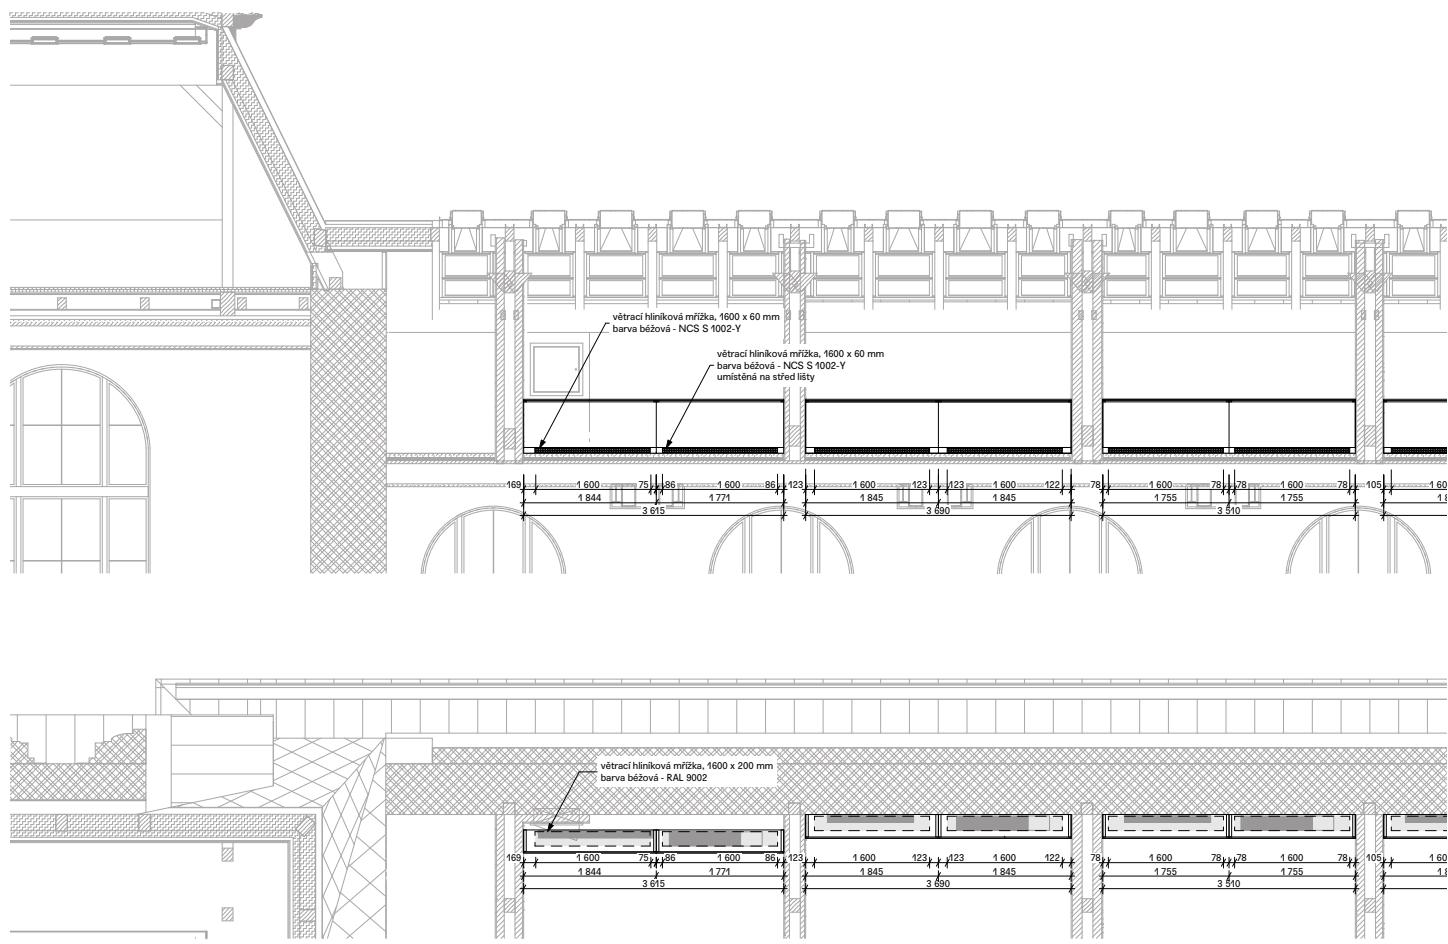 větrací hliníková mřížka, 1600 x 60 mm
barva béžová - NCS S 1002-Y
větrací hliníková mřížka, 1600 x 60 mm
barva béžová - NCS S 1002-Y
umístěná na střed lišty
169 1 600 75 86 1 600 86 123 1 600 123 123 1 600 122 78 1 600 78 78 1 600 78 105
1 844 1 771 1 845 1 845 1 755 1 755
3 615 3 690 3 510
větrací hliníková mřížka, 1600 x 200 mm
barva béžová - RAL 9002
169 1 600 75 86 1 600 86 123 1 600 123 123 1 600 122 78 1 600 78 78 1 600 78 105
1 844 1 771 1 845 1 845 1 755 1 755
3 615 3 690 3 510